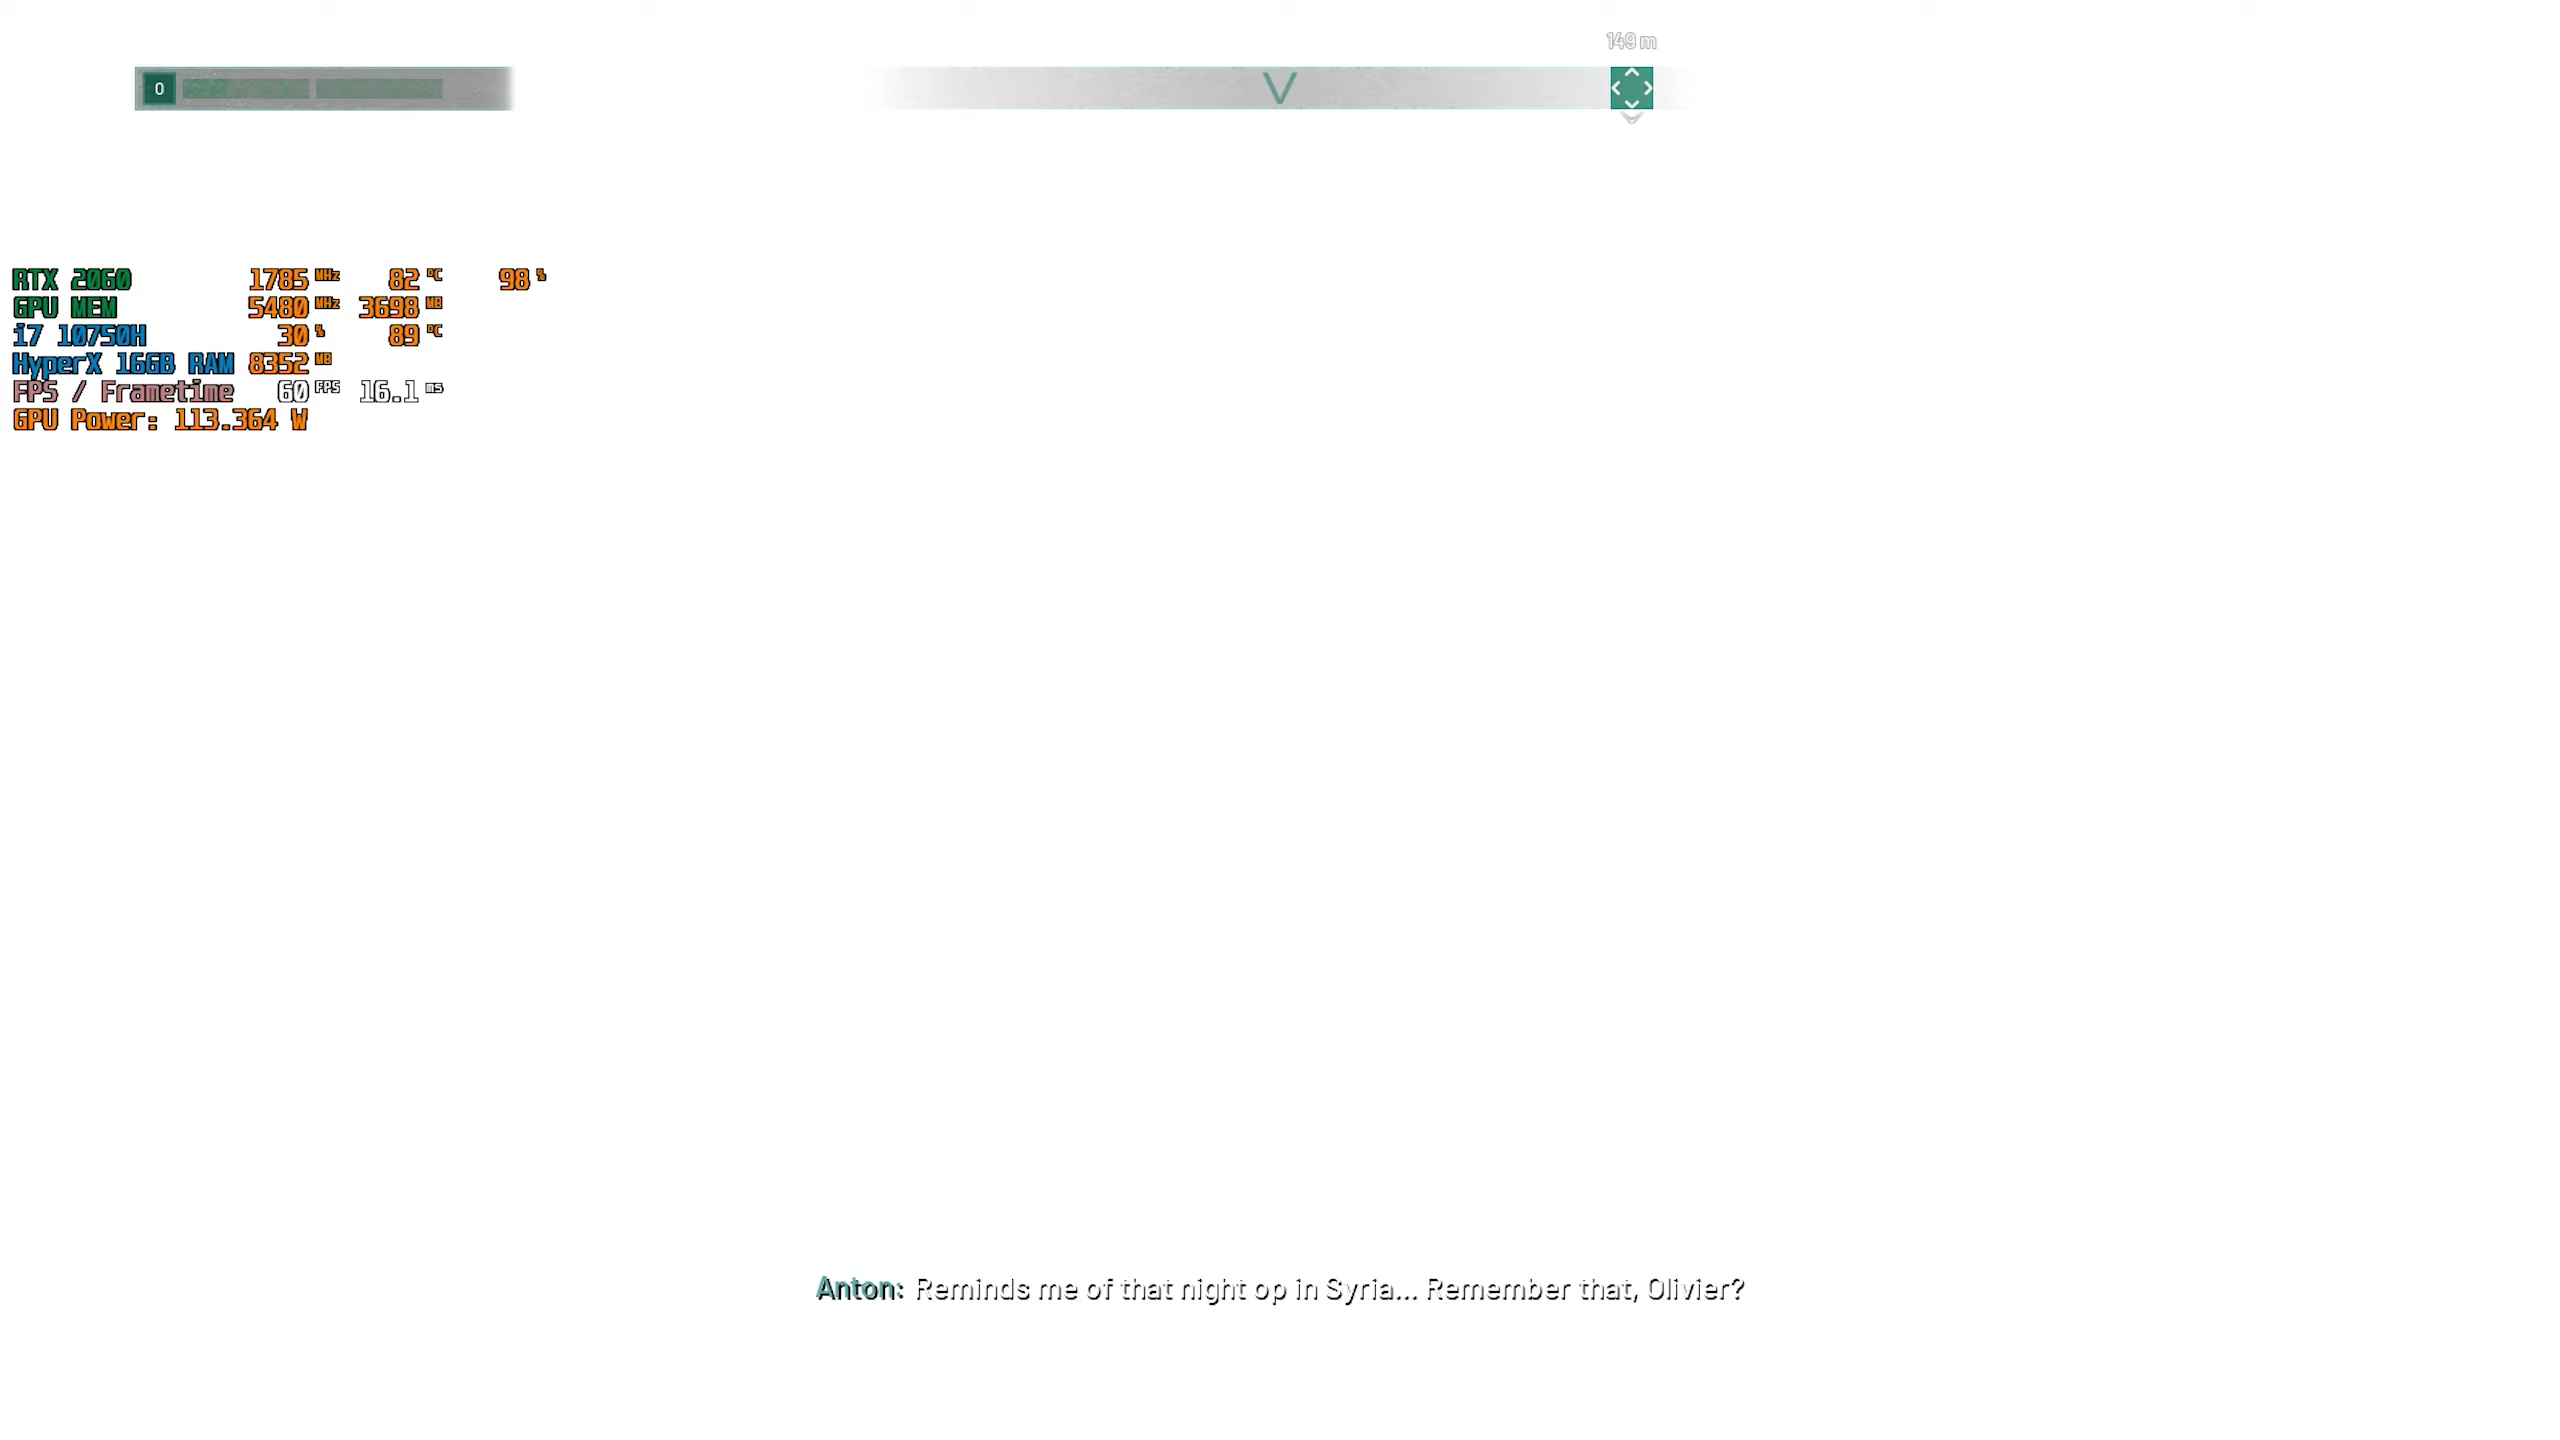 149 m
0
RTX 2060 1785 MHz 82 °C 98 %
GPU MEM 5480 MHz 3698 MB
i7 10750H 30 % 89 °C
HyperX 16GB RAM 8352 MB
FPS / Frametime 60 FPS 16.1 ms
GPU Power: 113.364 W
Anton: Reminds me of that night op in Syria... Remember that, Olivier?